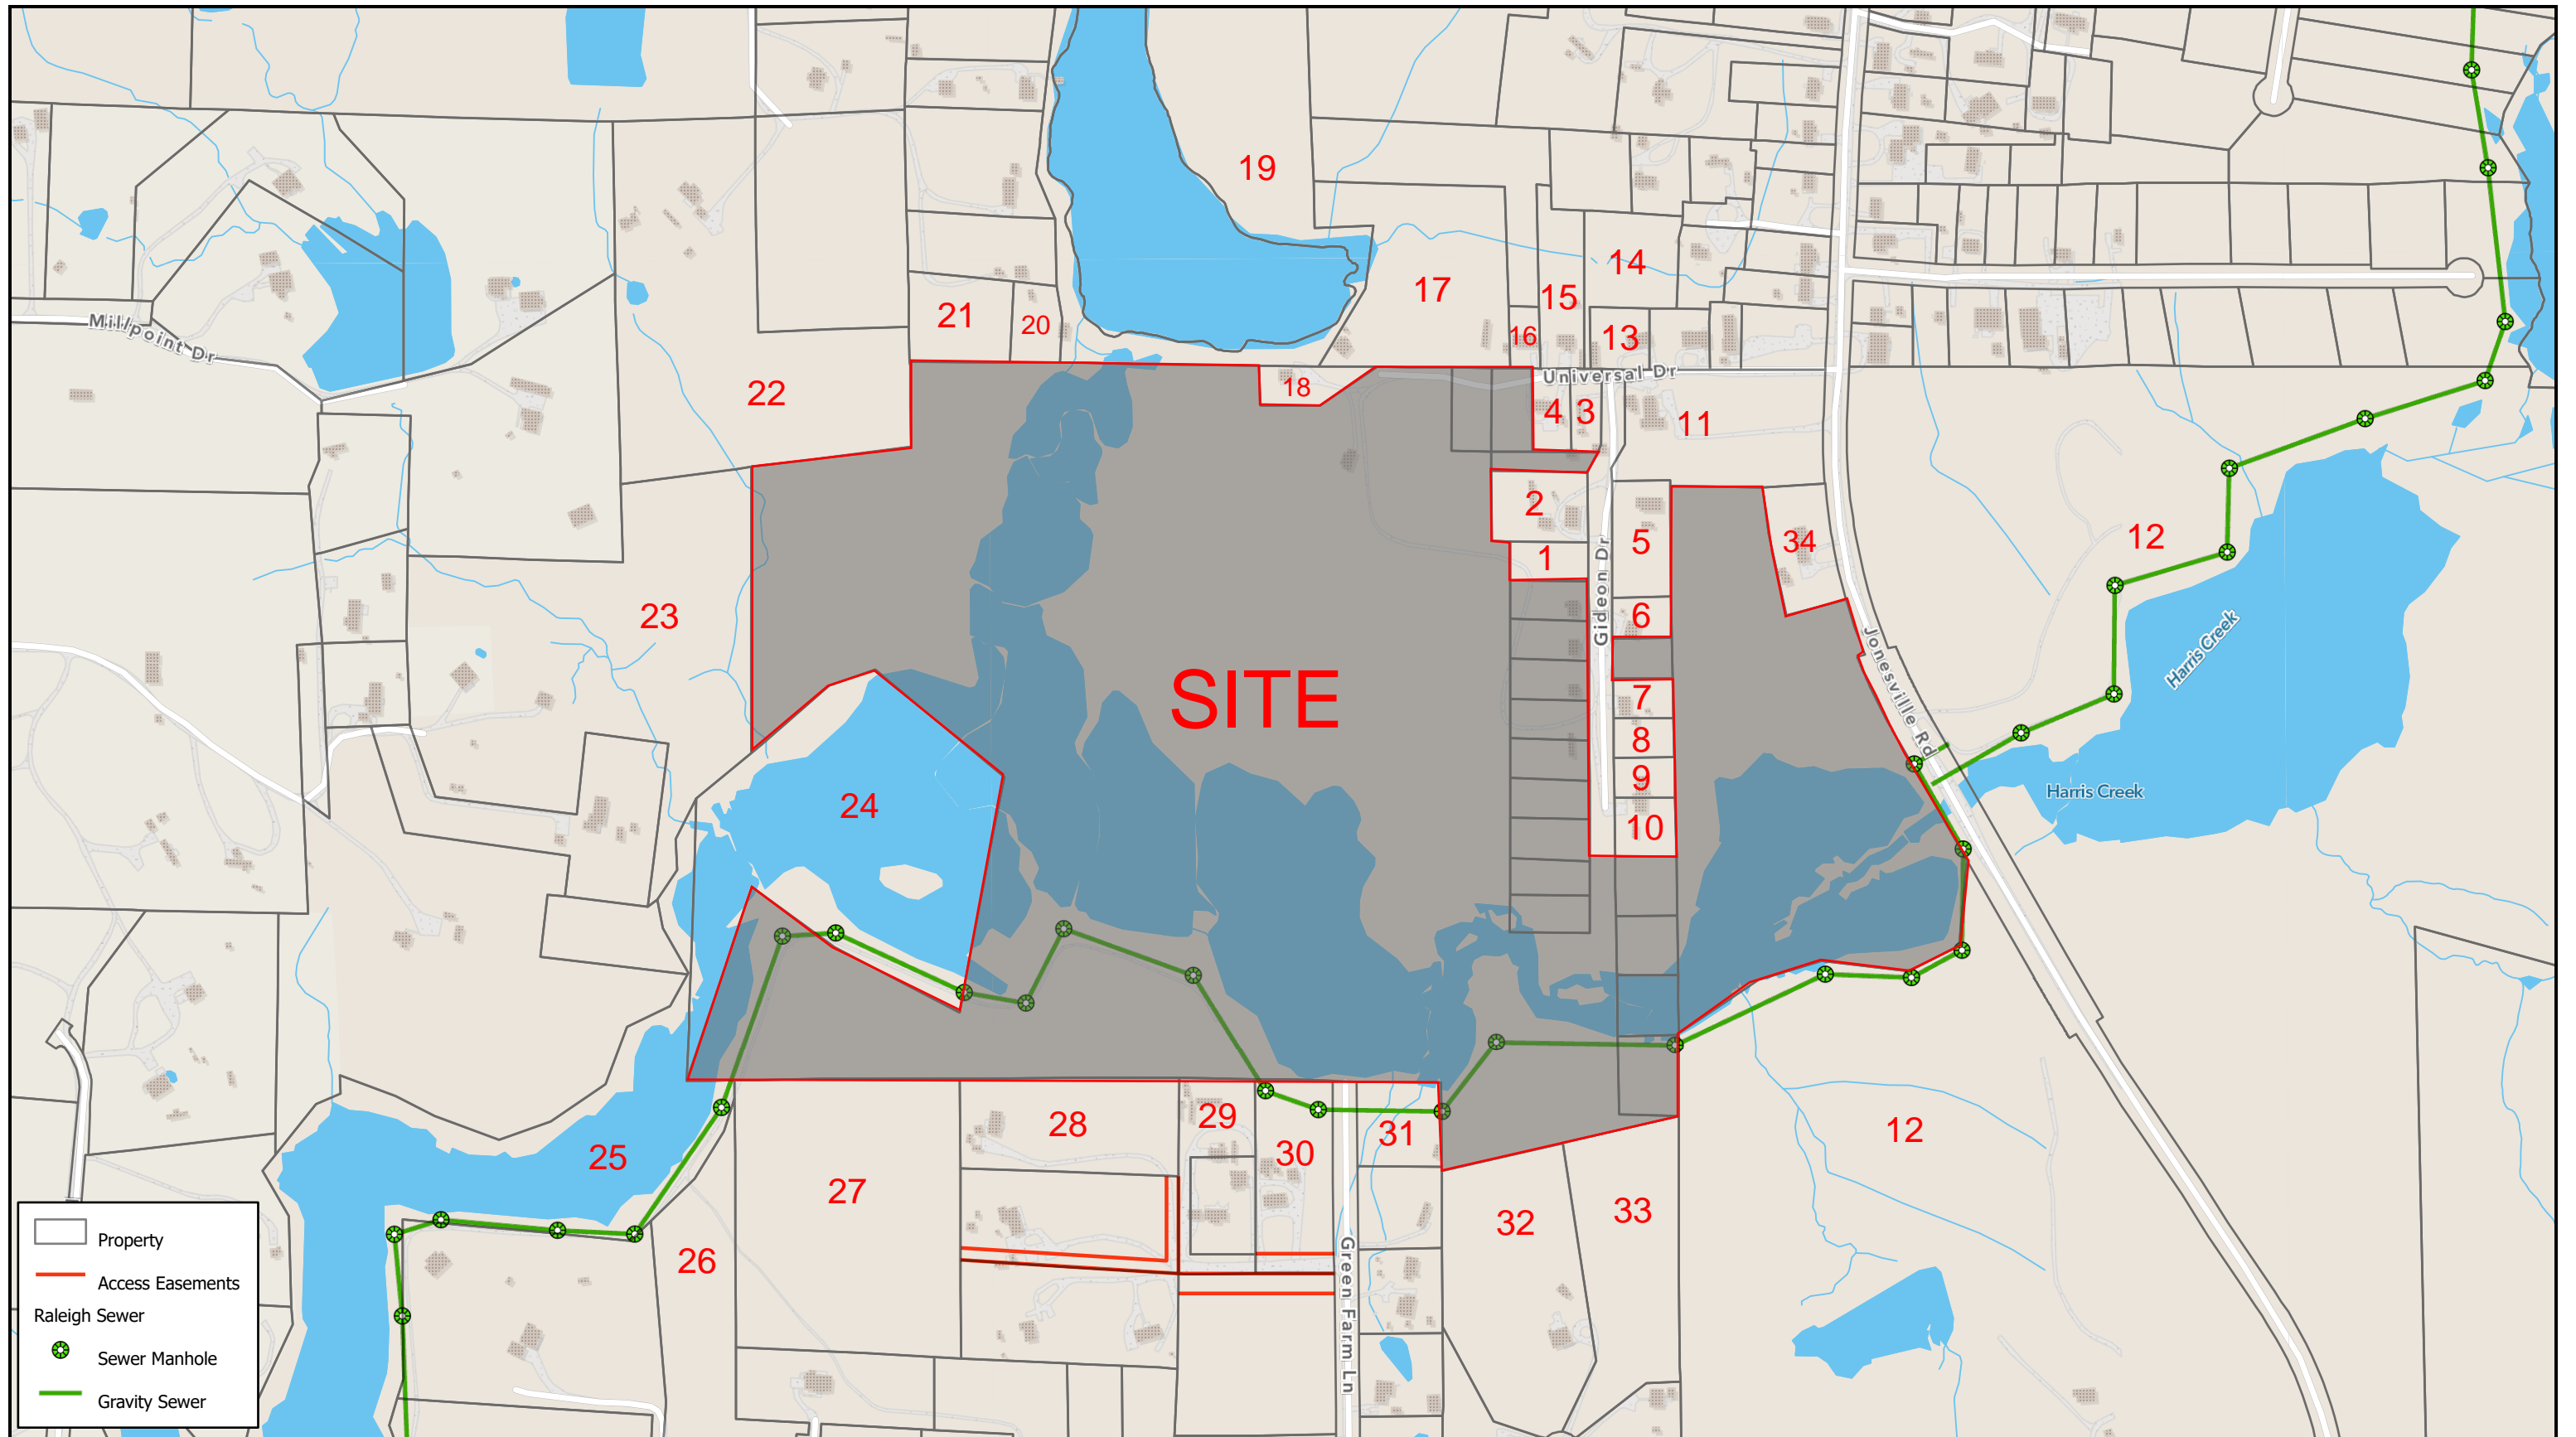 19
14
17
15
21
20
16
13
Millpoint Dr
Universal Dr
18
22
4
3
11
2
34
12
5
1
Gideon Dr
23
6
Harris Creek
Jonesville Rd
SITE
7
8
9
Harris Creek
24
10
28
29
31
12
30
25
27
33
32
26
Green Farm Ln
Property
Access Easements
Raleigh Sewer
Sewer Manhole
Gravity Sewer